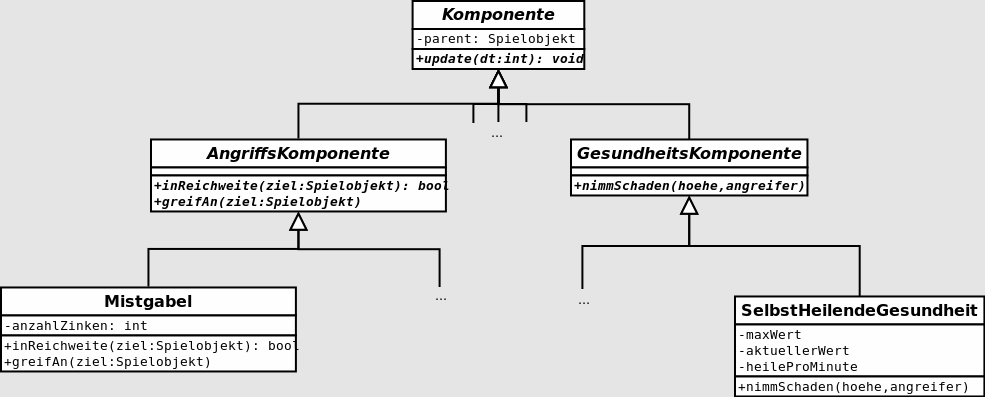 Komponente
-parent: Spielobjekt
+update(dt:int): void
...
AngriffsKomponente
+inReichweite(ziel:Spielobjekt): bool
+greifAn(ziel:Spielobjekt)
GesundheitsKomponente
+nimmSchaden(hoehe,angreifer)
...
...
Mistgabel
-anzahlZinken: int
+inReichweite(ziel:Spielobjekt): bool
+greifAn(ziel:Spielobjekt)
SelbstHeilendeGesundheit
-maxWert
-aktuellerWert
-heileProMinute
+nimmSchaden(hoehe,angreifer)